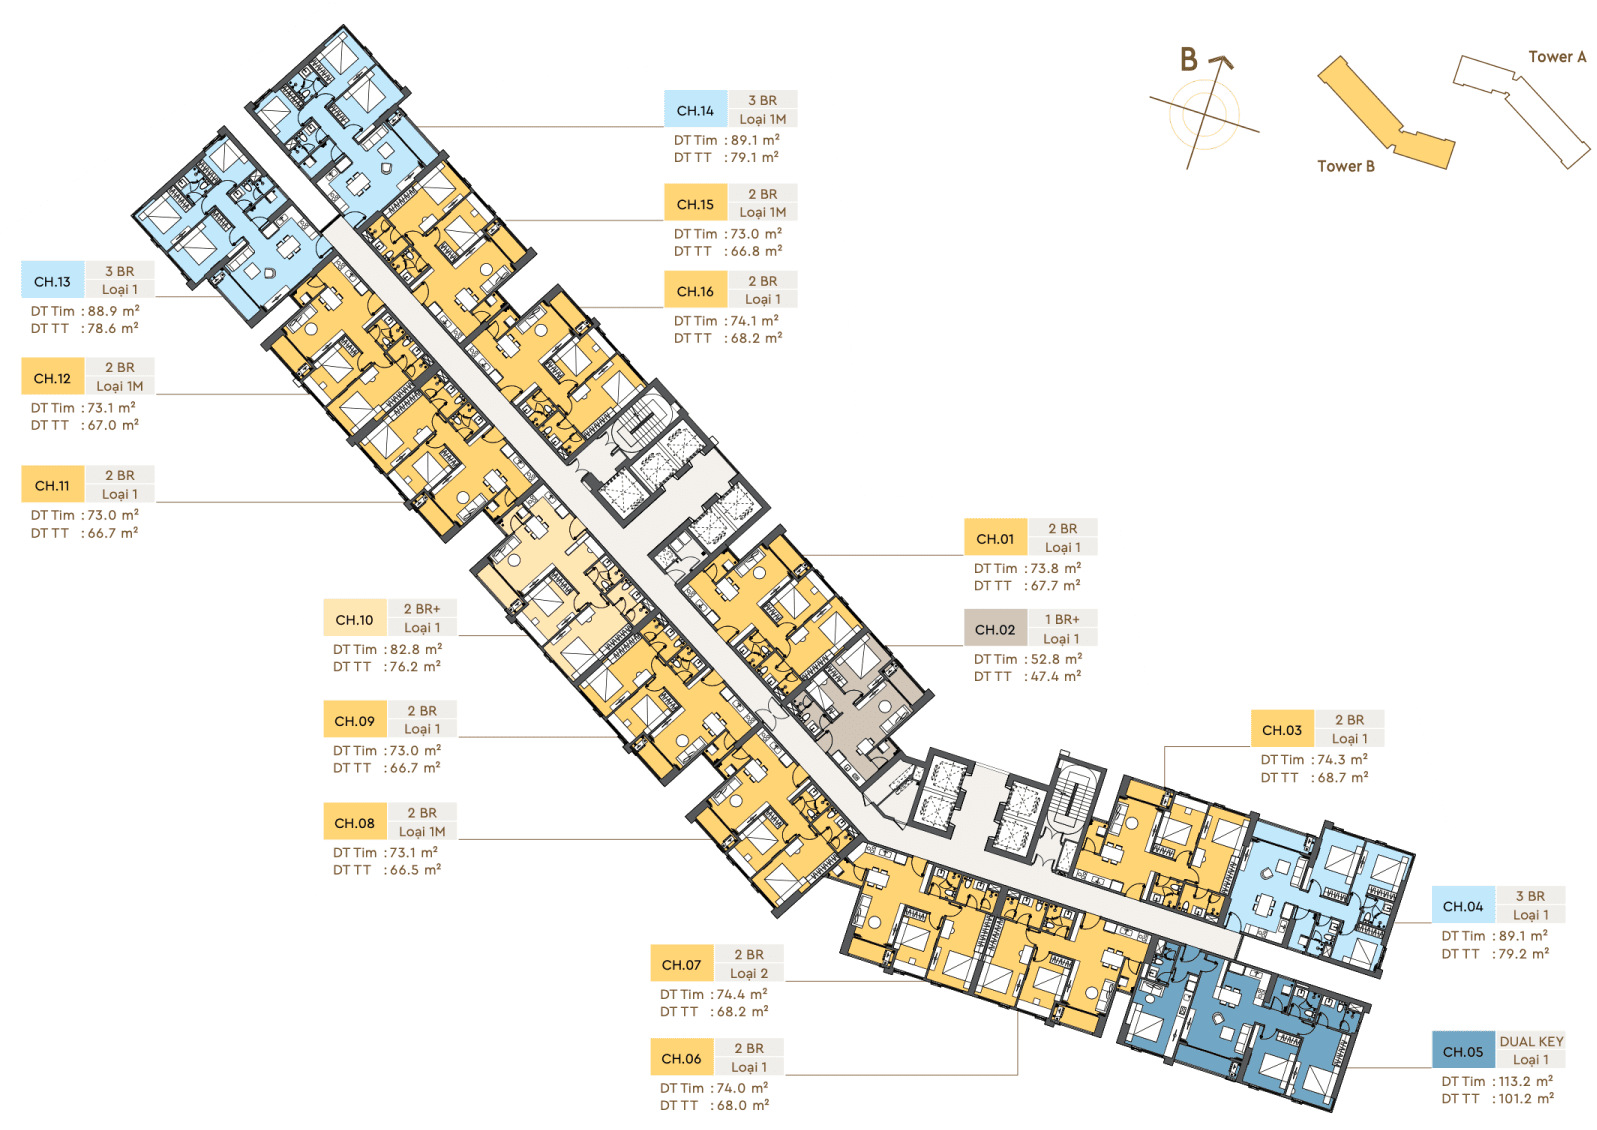 B
Tower A
Tower B
CH.14
3 BR
Loại 1M
DT Tim : 89.1 m²
DT TT : 79.1 m²
CH.15
2 BR
Loại 1M
DT Tim : 73.0 m²
DT TT : 66.8 m²
CH.16
2 BR
Loại 1
DT Tim : 74.1 m²
DT TT : 68.2 m²
CH.13
3 BR
Loại 1
DT Tim : 88.9 m²
DT TT : 78.6 m²
CH.12
2 BR
Loại 1M
DT Tim : 73.1 m²
DT TT : 67.0 m²
CH.11
2 BR
Loại 1
DT Tim : 73.0 m²
DT TT : 66.7 m²
CH.01
2 BR
Loại 1
DT Tim : 73.8 m²
DT TT : 67.7 m²
CH.02
1 BR+
Loại 1
DT Tim : 52.8 m²
DT TT : 47.4 m²
CH.10
2 BR+
Loại 1
DT Tim : 82.8 m²
DT TT : 76.2 m²
CH.09
2 BR
Loại 1
DT Tim : 73.0 m²
DT TT : 66.7 m²
CH.08
2 BR
Loại 1M
DT Tim : 73.1 m²
DT TT : 66.5 m²
CH.03
2 BR
Loại 1
DT Tim : 74.3 m²
DT TT : 68.7 m²
CH.04
3 BR
Loại 1
DT Tim : 89.1 m²
DT TT : 79.2 m²
CH.07
2 BR
Loại 2
DT Tim : 74.4 m²
DT TT : 68.2 m²
CH.06
2 BR
Loại 1
DT Tim : 74.0 m²
DT TT : 68.0 m²
CH.05
DUAL KEY
Loại 1
DT Tim : 113.2 m²
DT TT : 101.2 m²